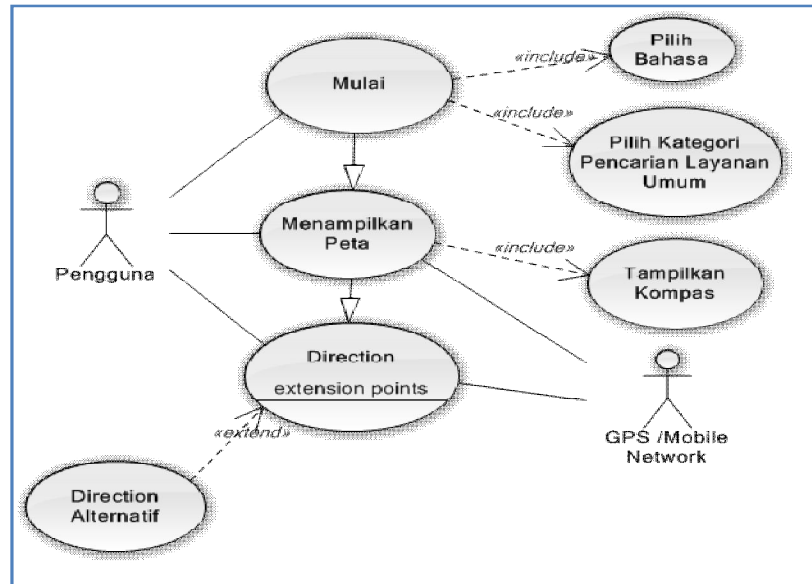 Mulai
«include»
Pilih
Bahasa
«include»
Pilih Kategori
Pencarian Layanan
Umum
Pengguna
Menampilkan
Peta
«include»
Tampilkan
Kompas
Direction
extension points
«extend»
GPS /Mobile
Network
Direction
Alternatif